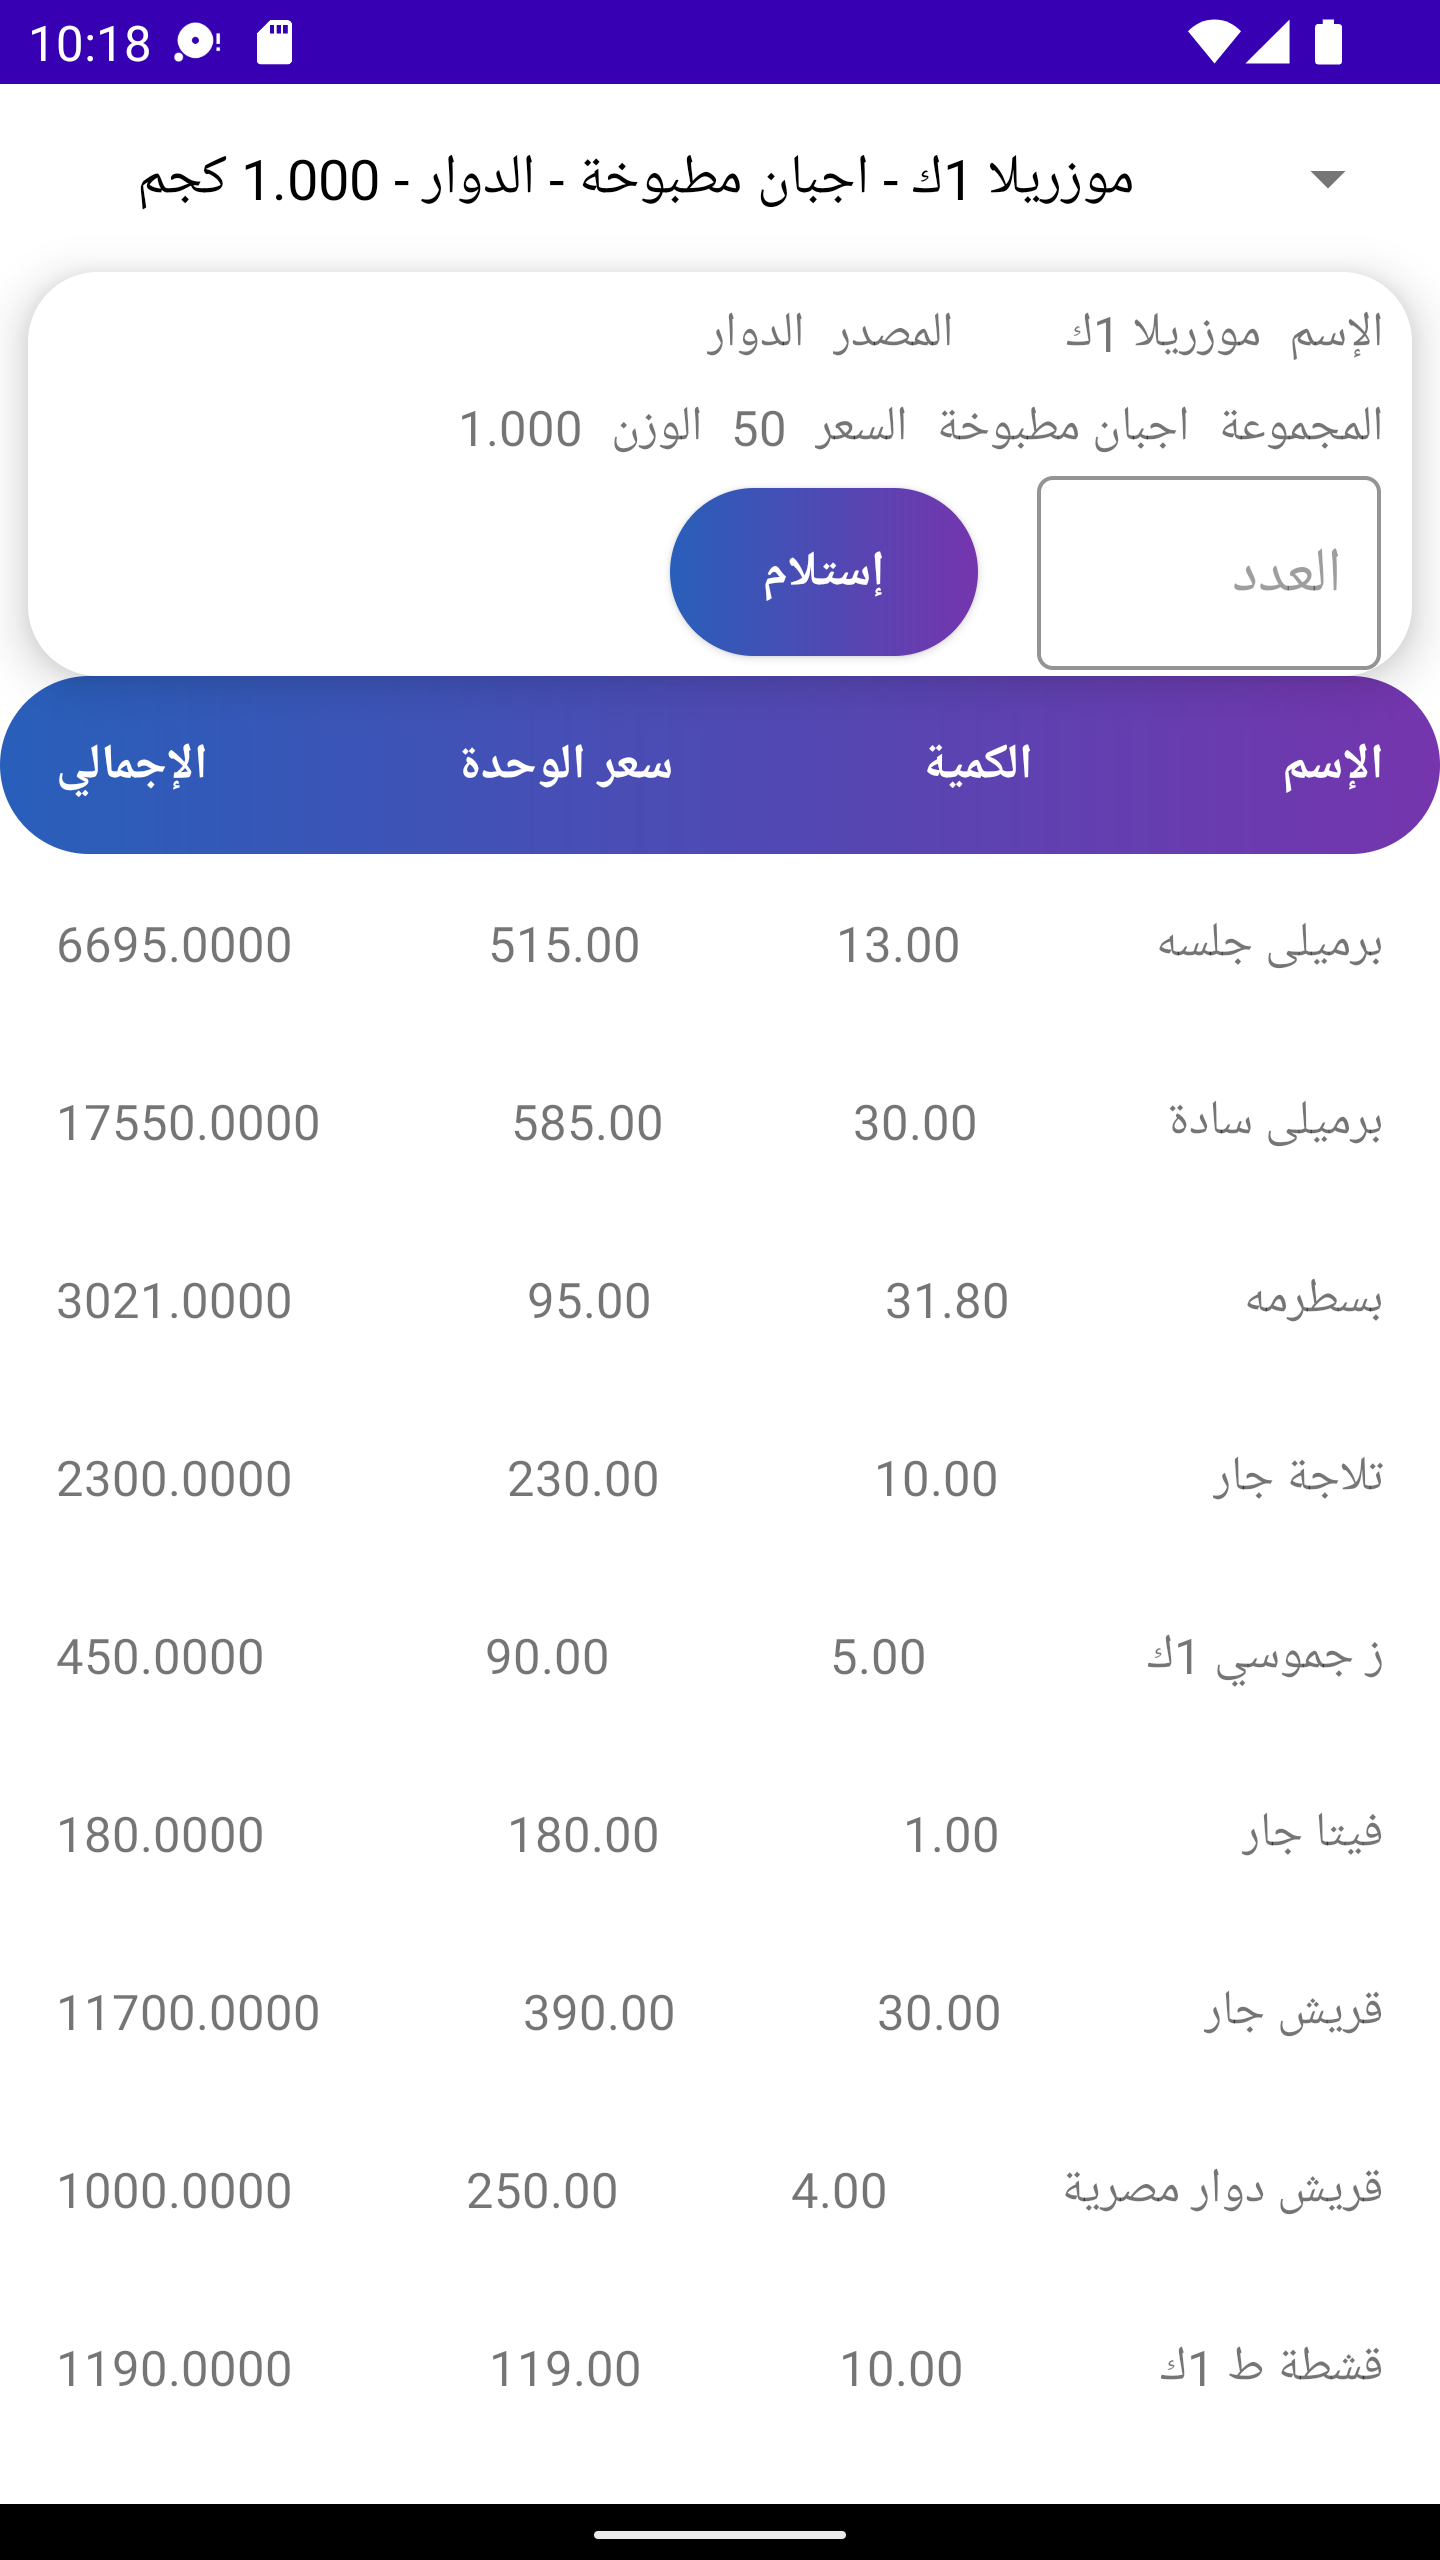 10:18
موزريلا 1ك - اجبان مطبوخة - الدوار - 1.000 كجم
الإسم موزريلا 1ك المصدر الدوار
المجموعة اجبان مطبوخة السعر 50 الوزن 1.000
العدد إستلام
الإسم الكمية سعر الوحدة الإجمالي
برميلى جلسه 13.00 515.00 6695.0000
برميلى سادة 30.00 585.00 17550.0000
بسطرمه 31.80 95.00 3021.0000
تلاجة جار 10.00 230.00 2300.0000
ز جموسي 1ك 5.00 90.00 450.0000
فيتا جار 1.00 180.00 180.0000
قريش جار 30.00 390.00 11700.0000
قريش دوار مصرية 4.00 250.00 1000.0000
قشطة ط 1ك 10.00 119.00 1190.0000